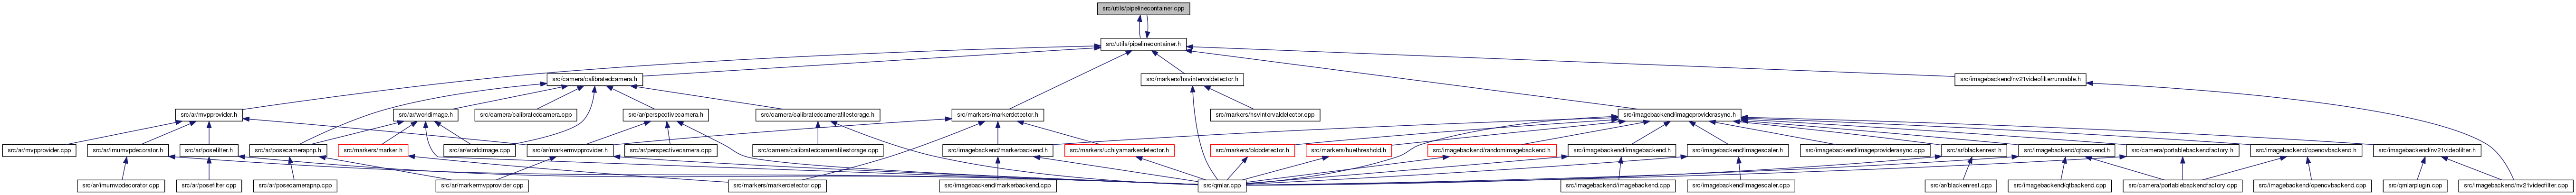 src/utils/pipelinecontainer.cpp
src/utils/pipelinecontainer.h
src/camera/calibratedcamera.h
src/markers/hsvintervaldetector.h
src/imagebackend/nv21videofilterrunnable.h
src/ar/mvpprovider.h
src/ar/worldimage.h
src/camera/calibratedcamera.cpp
src/ar/perspectivecamera.h
src/camera/calibratedcamerafilestorage.h
src/markers/markerdetector.h
src/markers/hsvintervaldetector.cpp
src/imagebackend/imageproviderasync.h
src/ar/mvpprovider.cpp
src/ar/imumvpdecorator.h
src/ar/posefilter.h
src/ar/posecamerapnp.h
src/markers/marker.h
src/ar/worldimage.cpp
src/ar/markermvpprovider.h
src/ar/perspectivecamera.cpp
src/camera/calibratedcamerafilestorage.cpp
src/imagebackend/markerbackend.h
src/markers/uchiyamarkerdetector.h
src/markers/blobdetector.h
src/markers/huethreshold.h
src/imagebackend/randomimagebackend.h
src/imagebackend/imagebackend.h
src/imagebackend/imagescaler.h
src/imagebackend/imageproviderasync.cpp
src/ar/blackenrest.h
src/imagebackend/qtbackend.h
src/camera/portablebackendfactory.h
src/imagebackend/opencvbackend.h
src/imagebackend/nv21videofilter.h
src/ar/imumvpdecorator.cpp
src/ar/posefilter.cpp
src/ar/posecamerapnp.cpp
src/ar/markermvpprovider.cpp
src/markers/markerdetector.cpp
src/imagebackend/markerbackend.cpp
src/qmlar.cpp
src/imagebackend/imagebackend.cpp
src/imagebackend/imagescaler.cpp
src/ar/blackenrest.cpp
src/imagebackend/qtbackend.cpp
src/camera/portablebackendfactory.cpp
src/imagebackend/opencvbackend.cpp
src/qmlarplugin.cpp
src/imagebackend/nv21videofilter.cpp